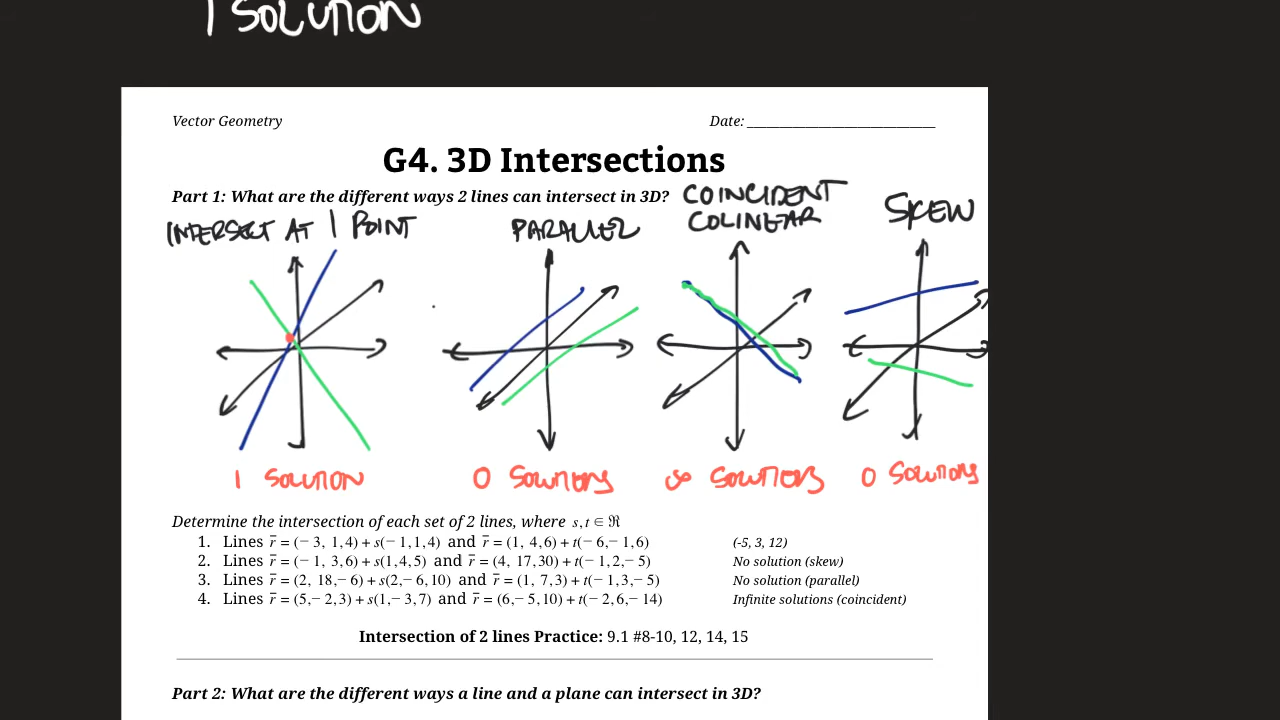 1 SOLUTION
Vector Geometry Date: ___________________________
G4. 3D Intersections
Part 1: What are the different ways 2 lines can intersect in 3D?
INTERSECT AT 1 POINT
PARALLEL
COINCIDENT
COLINEAR
SKEW
1 SOLUTION
0 SOLUTIONS
∞ SOLUTIONS
0 SOLUTIONS
Determine the intersection of each set of 2 lines, where s, t ∈ ℜ
1. Lines r̄ = (− 3, 1,4) + s(− 1,1,4) and r̄ = (1, 4,6) + t(− 6,− 1,6) (-5, 3, 12)
2. Lines r̄ = (− 1, 3,6) + s(1,4,5) and r̄ = (4, 17,30) + t(− 1,2,− 5) No solution (skew)
3. Lines r̄ = (2, 18,− 6) + s(2,− 6,10) and r̄ = (1, 7,3) + t(− 1,3,− 5) No solution (parallel)
4. Lines r̄ = (5,− 2,3) + s(1,− 3,7) and r̄ = (6,− 5,10) + t(− 2,6,− 14) Infinite solutions (coincident)
Intersection of 2 lines Practice: 9.1 #8-10, 12, 14, 15
Part 2: What are the different ways a line and a plane can intersect in 3D?